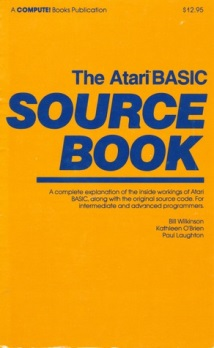 A COMPUTE! Books Publication
$12.95
The Atari® BASIC
SOURCE
BOOK
A complete explanation of the inside workings of Atari
BASIC, along with the original source code. For
intermediate and advanced programmers.
Bill Wilkinson
Kathleen O'Brien
Paul Laughton